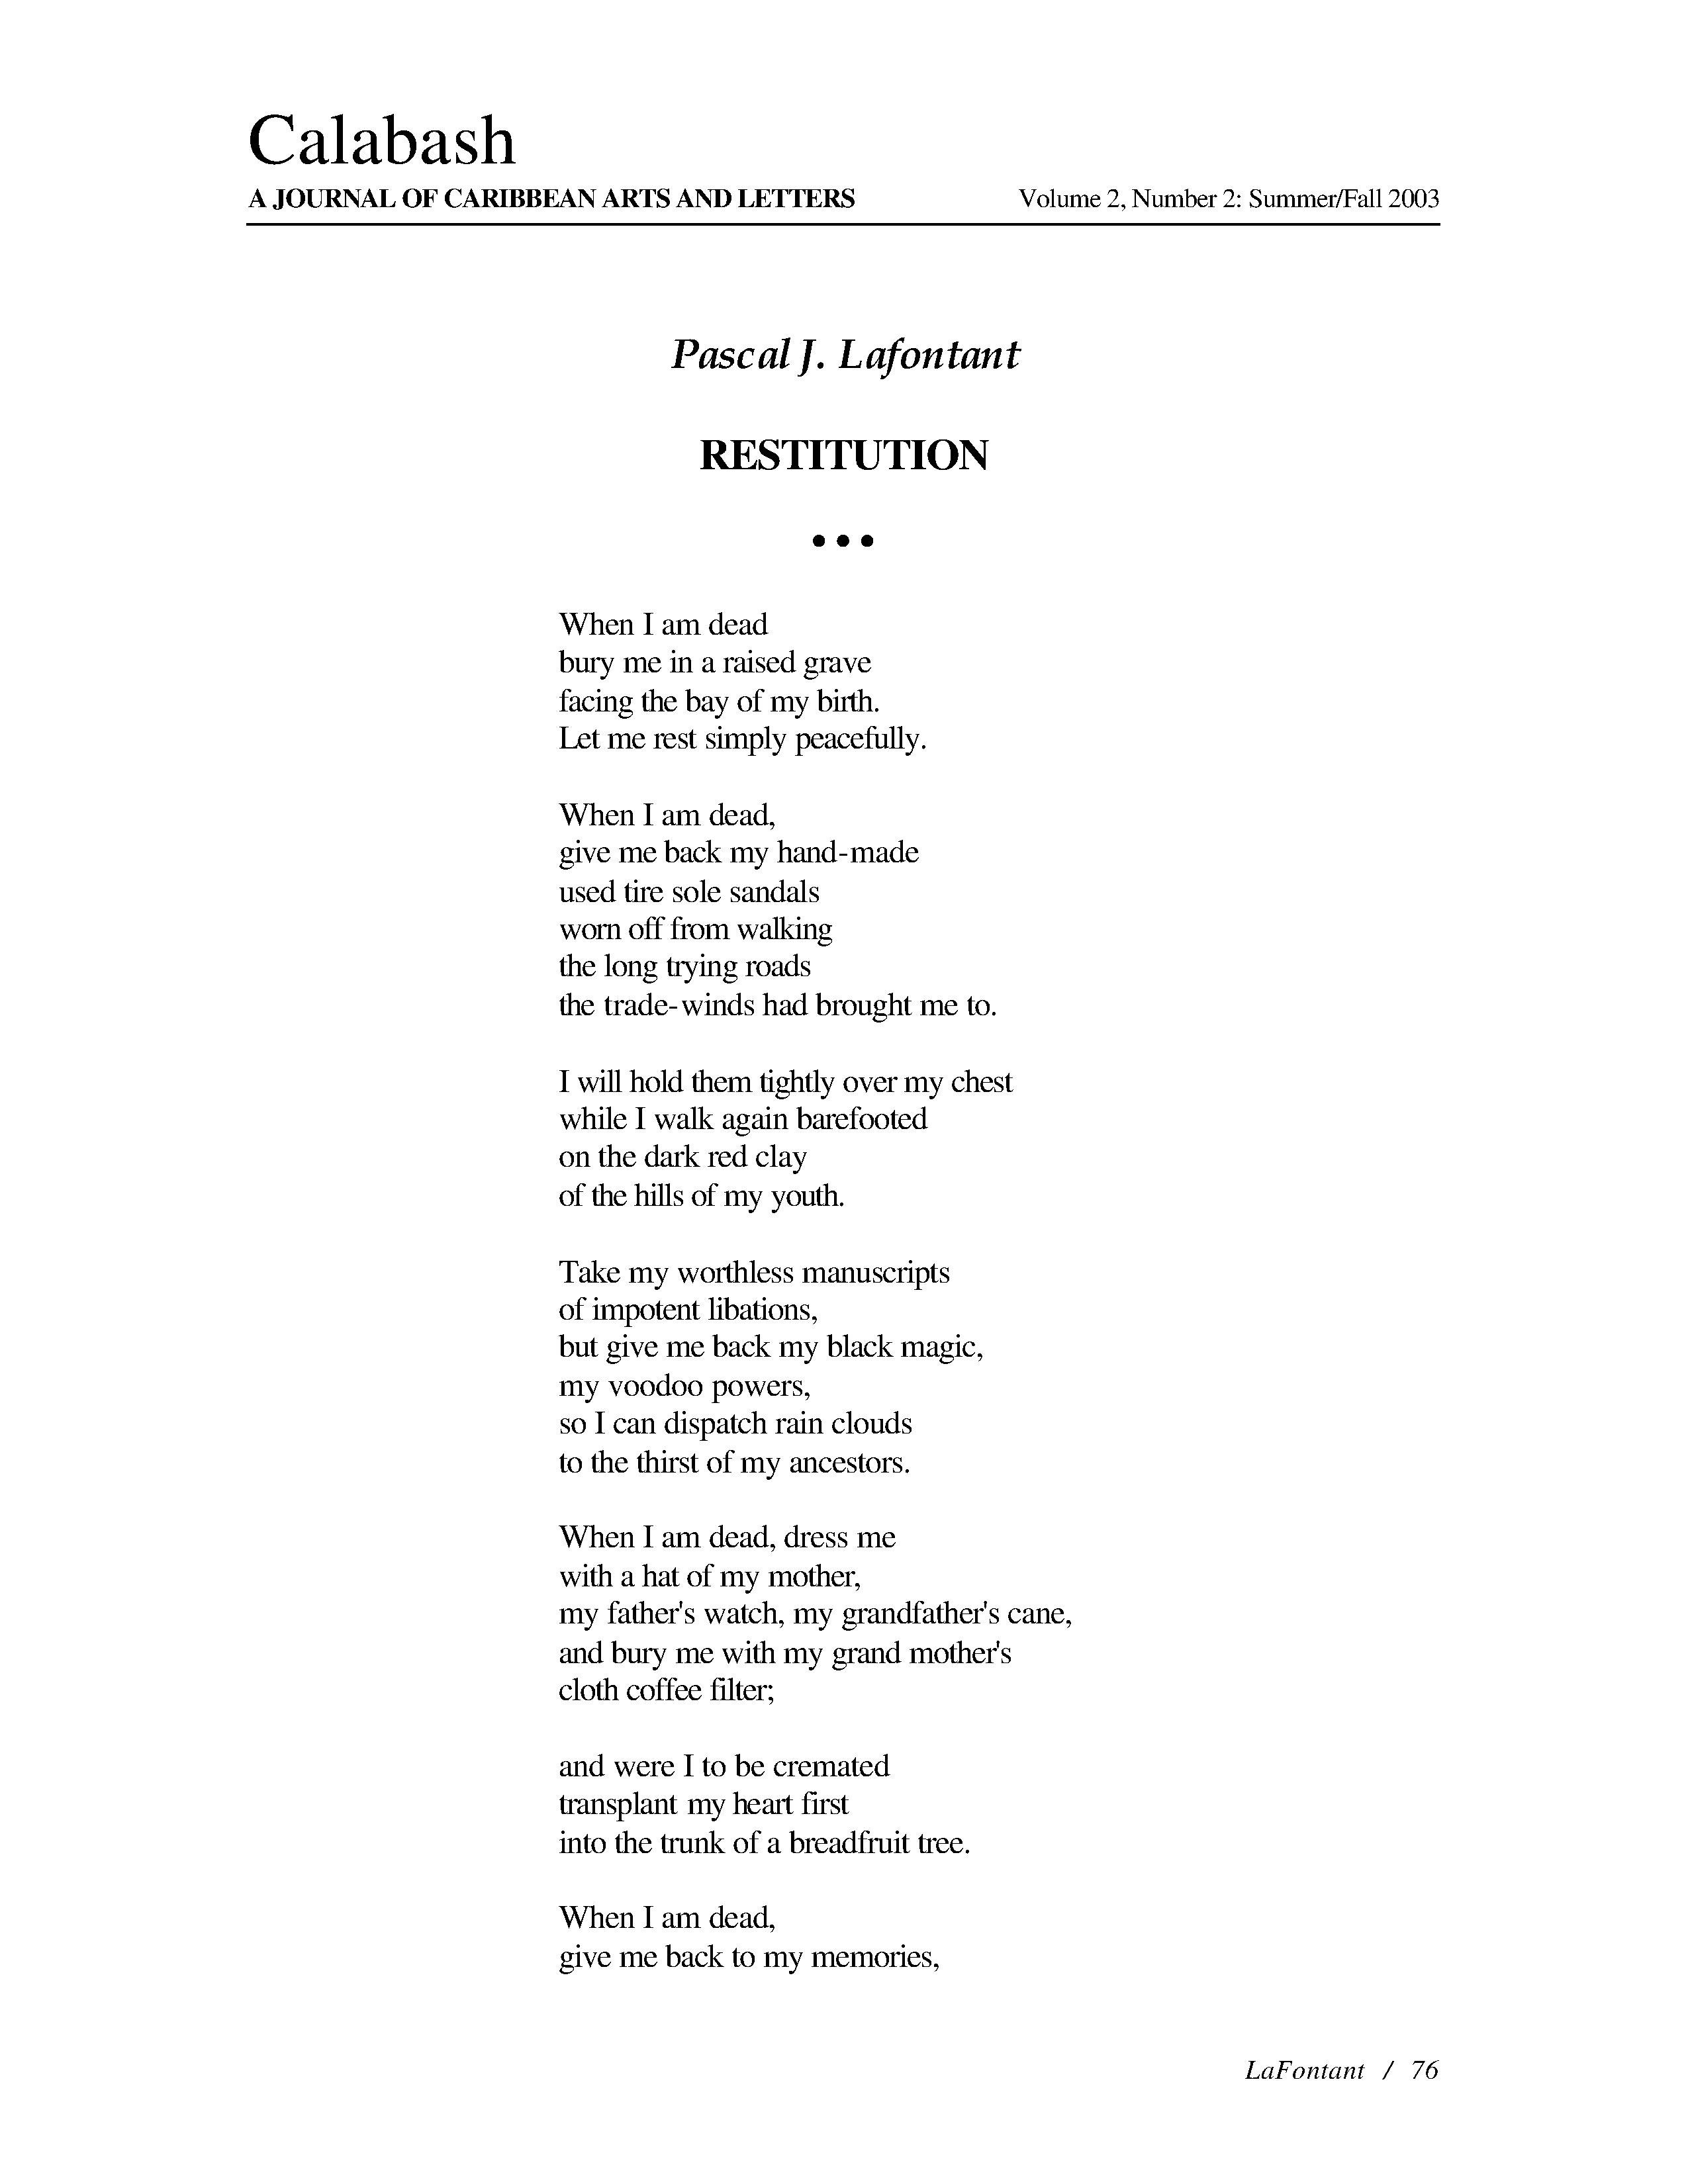 Calabash
A JOURNAL OF CARIBBEAN ARTS AND LETTERS Volume 2, Number 2: Summer/Fall 2003
Pascal J. Lafontant
RESTITUTION
• • •
When I am dead
bury me in a raised grave
facing the bay of my birth.
Let me rest simply peacefully.
When I am dead,
give me back my hand-made
used tire sole sandals
worn off from walking
the long trying roads
the trade-winds had brought me to.
I will hold them tightly over my chest
while I walk again barefooted
on the dark red clay
of the hills of my youth.
Take my worthless manuscripts
of impotent libations,
but give me back my black magic,
my voodoo powers,
so I can dispatch rain clouds
to the thirst of my ancestors.
When I am dead, dress me
with a hat of my mother,
my father's watch, my grandfather's cane,
and bury me with my grand mother's
cloth coffee filter;
and were I to be cremated
transplant my heart first
into the trunk of a breadfruit tree.
When I am dead,
give me back to my memories,
LaFontant / 76